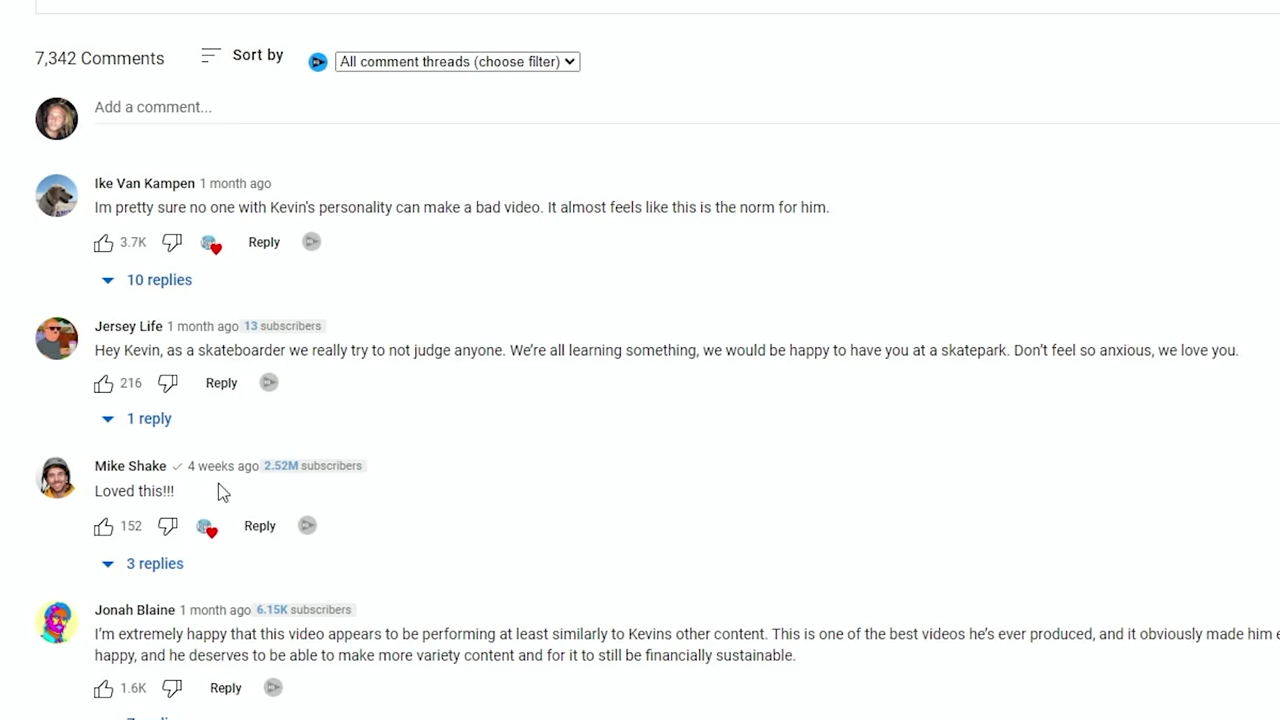 7,342 Comments Sort by All comment threads (choose filter)
Add a comment...
Ike Van Kampen 1 month ago
Im pretty sure no one with Kevin's personality can make a bad video. It almost feels like this is the norm for him.
3.7K Reply
10 replies
Jersey Life 1 month ago 13 subscribers
Hey Kevin, as a skateboarder we really try to not judge anyone. We're all learning something, we would be happy to have you at a skatepark. Don't feel so anxious, we love you.
216 Reply
1 reply
Mike Shake 4 weeks ago 2.52M subscribers
Loved this!!!
152 Reply
3 replies
Jonah Blaine 1 month ago 6.15K subscribers
I'm extremely happy that this video appears to be performing at least similarly to Kevins other content. This is one of the best videos he's ever produced, and it obviously made him
happy, and he deserves to be able to make more variety content and for it to still be financially sustainable.
1.6K Reply